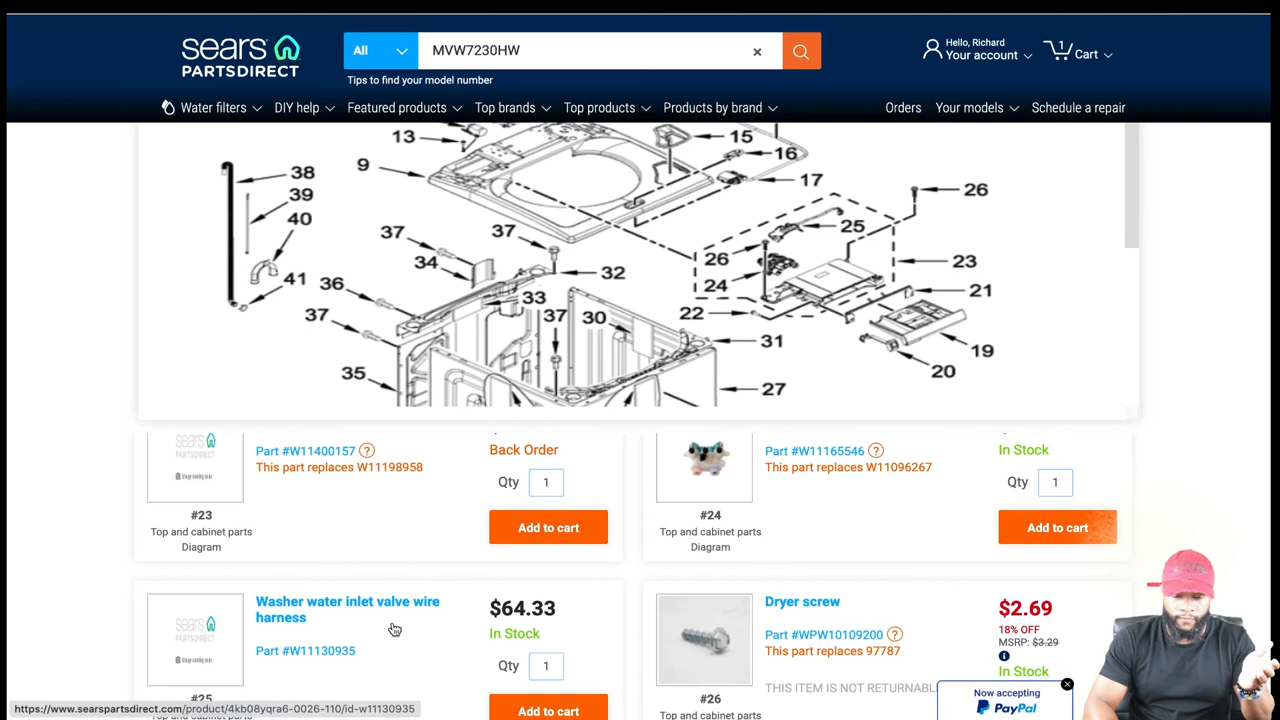 sears
PARTSDIRECT
All
MVW7230HW
Tips to find your model number
Hello, Richard
Your account
1
Cart
Water filters
DIY help
Featured products
Top brands
Top products
Products by brand
Orders
Your models
Schedule a repair
13
15
16
9
17
38
26
39
40
37
37
25
26
34
32
23
24
41
36
21
33
22
37
37
30
31
19
20
35
27
sears
PARTSDIRECT
Part #W11400157 ?
This part replaces W11198958
Back Order
Qty 1
#23
Top and cabinet parts
Diagram
Add to cart
Part #W11165546 ?
This part replaces W11096267
In Stock
Qty 1
#24
Top and cabinet parts
Diagram
Add to cart
sears
PARTSDIRECT
Washer water inlet valve wire
harness
Part #W11130935
$64.33
In Stock
Qty 1
#25
Add to cart
Dryer screw
Part #WPW10109200 ?
This part replaces 97787
THIS ITEM IS NOT RETURNABL
$2.69
18% OFF
MSRP: $3.29
In Stock
#26
Top and cabinet parts
Now accepting
PayPal
https://www.searspartsdirect.com/product/4kb08yqra6-0026-110/id-w11130935